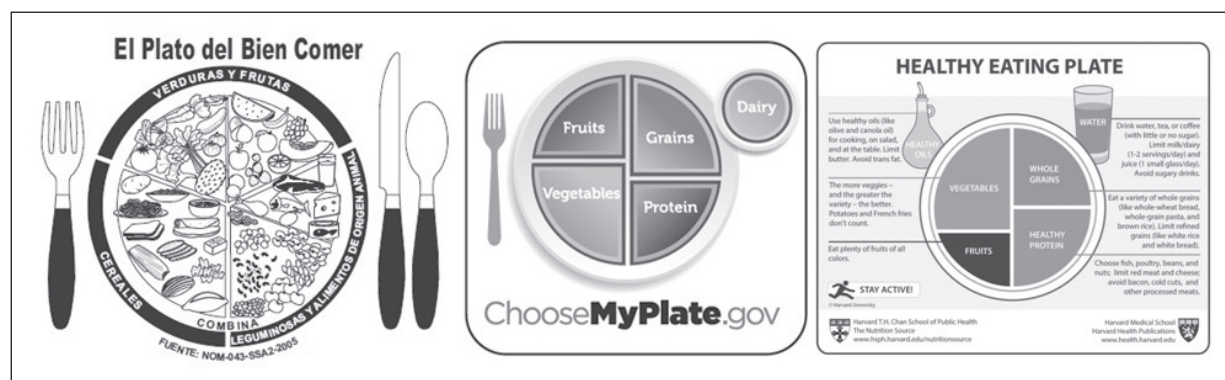 El Plato del Bien Comer
VERDURAS Y FRUTAS
CEREALES
LEGUMINOSAS Y ALIMENTOS DE ORIGEN ANIMAL
COMBINA
FUENTE: NOM-043-SSA2-2005
Fruits
Grains
Dairy
Vegetables
Protein
ChooseMyPlate.gov
HEALTHY EATING PLATE
Use healthy oils (like
olive and canola oil)
for cooking, on salad,
and at the table. Limit
butter. Avoid trans fat.
HEALTHY
OILS
The more veggies –
and the greater the
variety – the better.
Potatoes and French fries
don't count.
Eat plenty of fruits of all
colors.
STAY ACTIVE!
© Harvard University
VEGETABLES
FRUITS
WHOLE
GRAINS
HEALTHY
PROTEIN
WATER
Drink water, tea, or coffee
(with little or no sugar).
Limit milk/dairy
(1-2 servings/day) and
juice (1 small glass/day).
Avoid sugary drinks.
Eat a variety of whole grains
(like whole-wheat bread,
whole-grain pasta, and
brown rice). Limit refined
grains (like white rice
and white bread).
Choose fish, poultry, beans, and
nuts; limit red meat and cheese;
avoid bacon, cold cuts, and
other processed meats.
Harvard T.H. Chan School of Public Health
The Nutrition Source
www.hsph.harvard.edu/nutritionsource
Harvard Medical School
Harvard Health Publications
www.health.harvard.edu